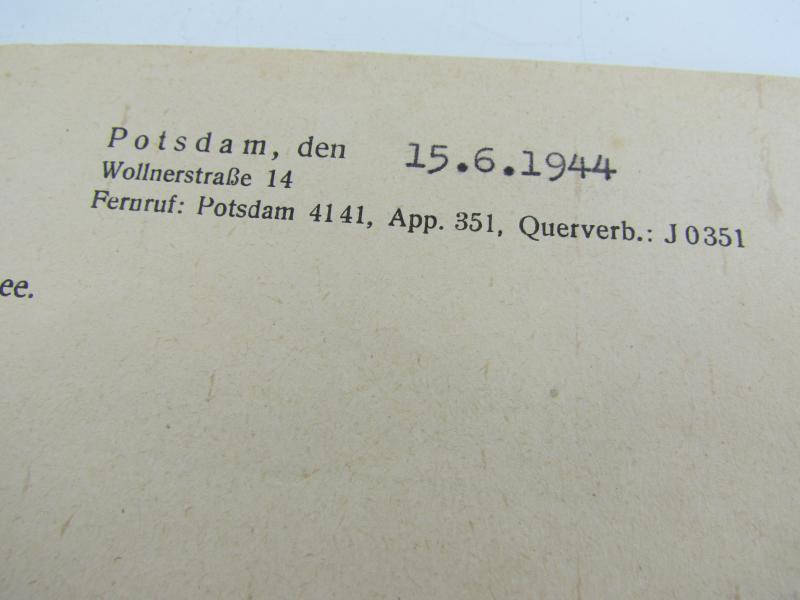 Potsdam, den 15.6.1944
Wollnerstraße 14
Fernruf: Potsdam 4141, App. 351, Querverb.: J 0351
ee.